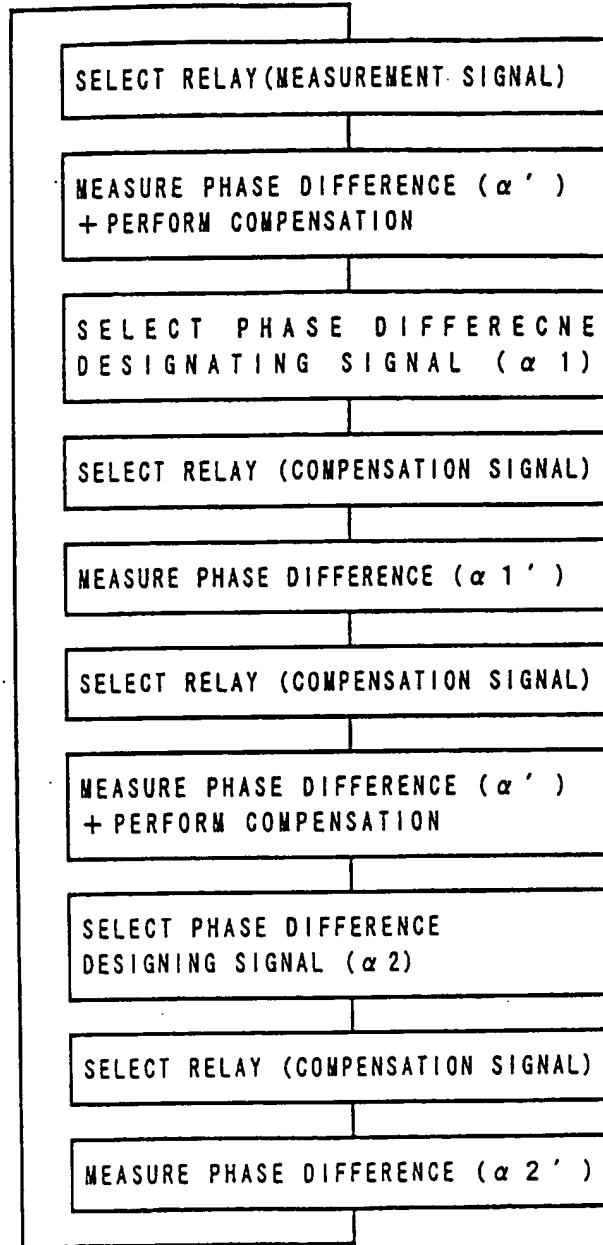 SELECT RELAY(MEASUREMENT SIGNAL)
MEASURE PHASE DIFFERENCE (α')
+ PERFORM COMPENSATION
SELECT PHASE DIFFERECNE
DESIGNATING SIGNAL (α 1)
SELECT RELAY (COMPENSATION SIGNAL)
MEASURE PHASE DIFFERENCE (α 1')
SELECT RELAY (COMPENSATION SIGNAL)
MEASURE PHASE DIFFERENCE (α')
+ PERFORM COMPENSATION
SELECT PHASE DIFFERENCE
DESIGNING SIGNAL (α 2)
SELECT RELAY (COMPENSATION SIGNAL)
MEASURE PHASE DIFFERENCE (α 2')